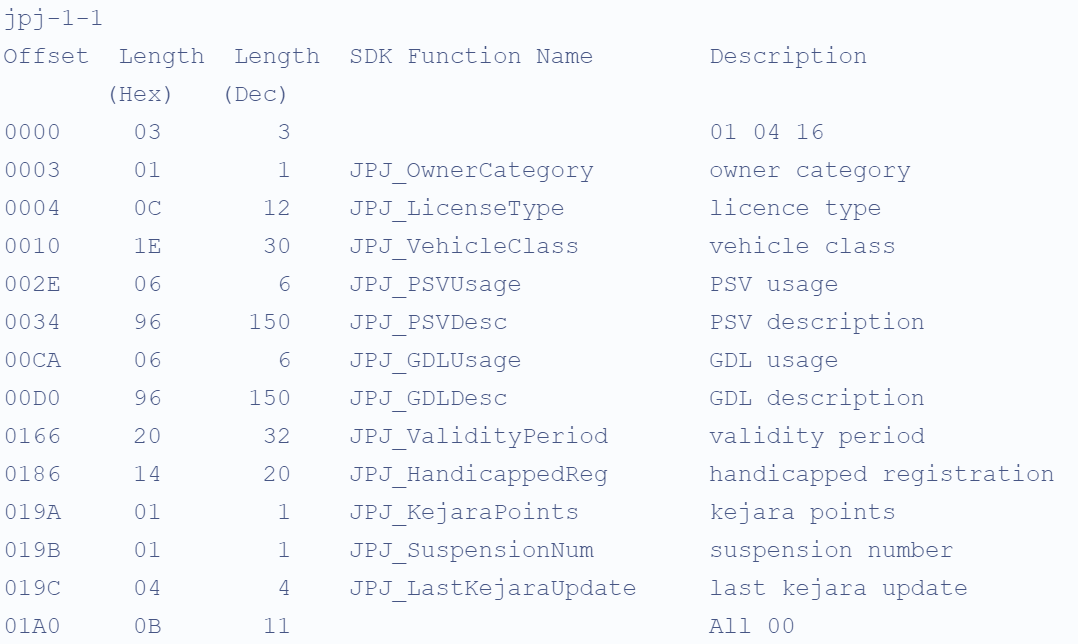 jpj-1-1
Offset Length Length SDK Function Name Description
(Hex) (Dec)
0000 03 3 01 04 16
0003 01 1 JPJ_OwnerCategory owner category
0004 0C 12 JPJ_LicenseType licence type
0010 1E 30 JPJ_VehicleClass vehicle class
002E 06 6 JPJ_PSVUsage PSV usage
0034 96 150 JPJ_PSVDesc PSV description
00CA 06 6 JPJ_GDLUsage GDL usage
00D0 96 150 JPJ_GDLDesc GDL description
0166 20 32 JPJ_ValidityPeriod validity period
0186 14 20 JPJ_HandicappedReg handicapped registration
019A 01 1 JPJ_KejaraPoints kejara points
019B 01 1 JPJ_SuspensionNum suspension number
019C 04 4 JPJ_LastKejaraUpdate last kejara update
01A0 0B 11 All 00